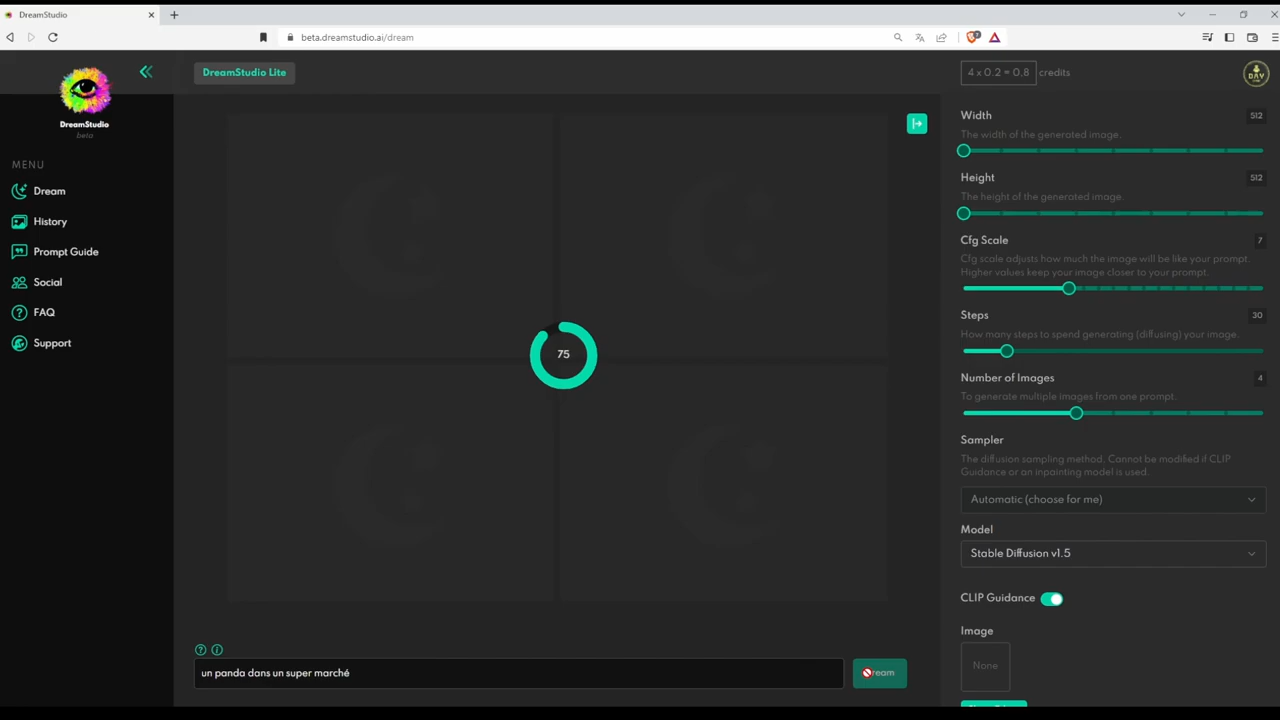 DreamStudio
beta.dreamstudio.ai/dream
DreamStudio
beta
MENU
Dream
History
Prompt Guide
Social
FAQ
Support
DreamStudio Lite
75
un panda dans un super marché
4 x 0.2 = 0.8 credits
DAY
Width 512
The width of the generated image.
Height 512
The height of the generated image.
Cfg Scale 7
Cfg scale adjusts how much the image will be like your prompt.
Higher values keep your image closer to your prompt.
Steps 30
How many steps to spend generating (diffusing) your image.
Number of Images 4
To generate multiple images from one prompt.
Sampler
The diffusion sampling method. Cannot be modified if CLIP
Guidance or an inpainting model is used.
Automatic (choose for me)
Model
Stable Diffusion v1.5
CLIP Guidance
Image
None